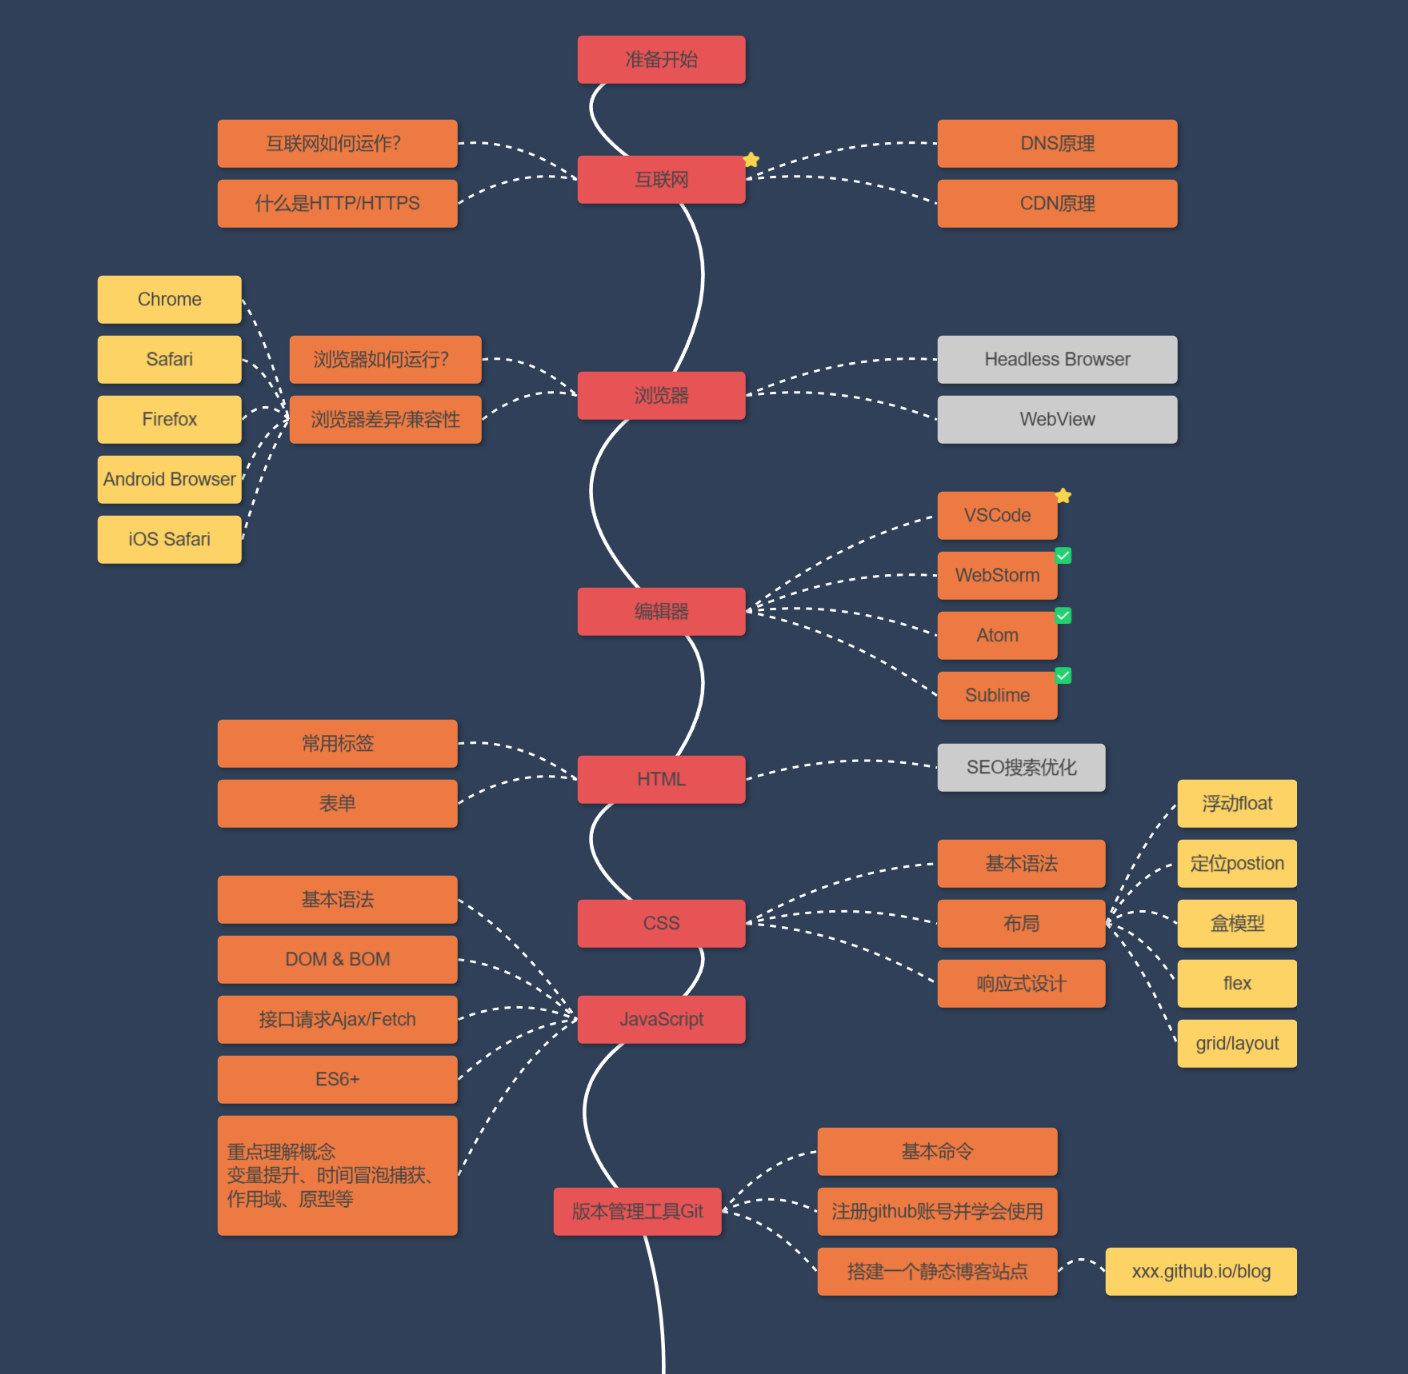 准备开始
互联网如何运作?
什么是HTTP/HTTPS
互联网
DNS原理
CDN原理
Chrome
Safari
Firefox
Android Browser
iOS Safari
浏览器如何运行?
浏览器差异/兼容性
浏览器
Headless Browser
WebView
编辑器
VSCode
WebStorm
Atom
Sublime
常用标签
表单
HTML
SEO搜索优化
CSS
基本语法
布局
响应式设计
浮动float
定位postion
盒模型
flex
grid/layout
基本语法
DOM & BOM
接口请求Ajax/Fetch
ES6+
重点理解概念
变量提升、时间冒泡捕获、
作用域、原型等
JavaScript
版本管理工具Git
基本命令
注册github账号并学会使用
搭建一个静态博客站点
xxx.github.io/blog